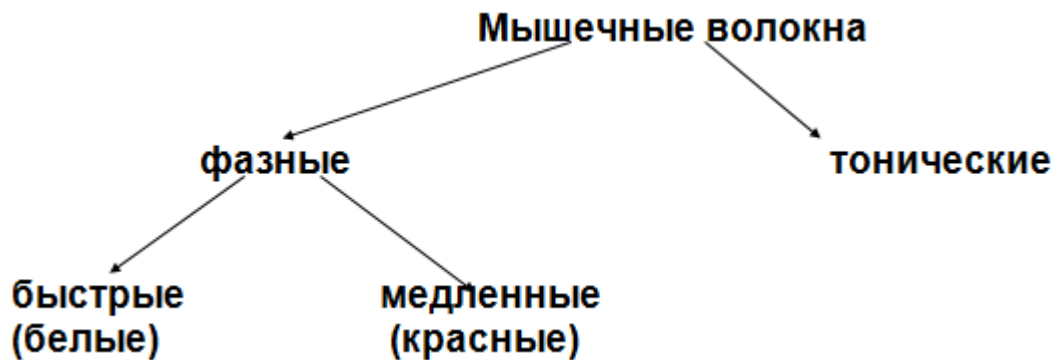 Мышечные волокна
фазные
тонические
быстрые
(белые)
медленные
(красные)